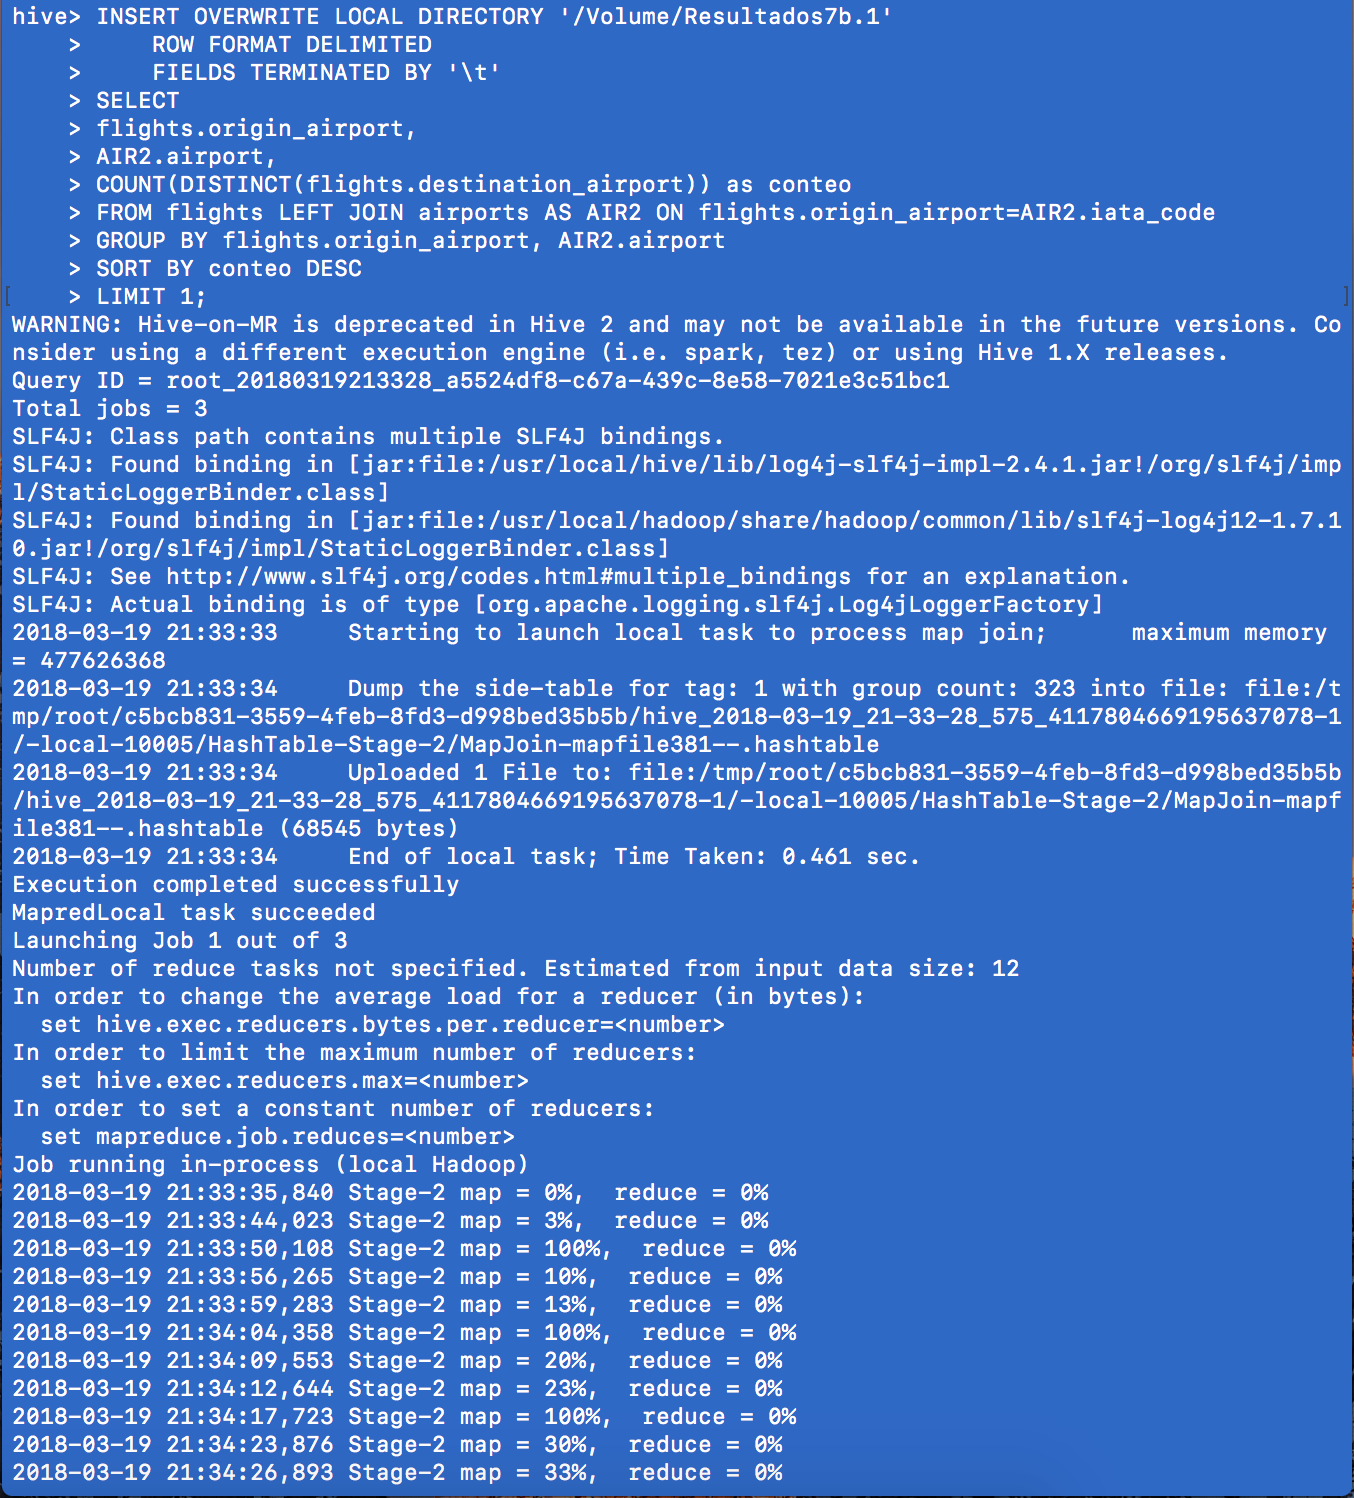 hive> INSERT OVERWRITE LOCAL DIRECTORY '/Volume/Resultados7b.1'
    >     ROW FORMAT DELIMITED
    >     FIELDS TERMINATED BY '\t'
    > SELECT
    > flights.origin_airport,
    > AIR2.airport,
    > COUNT(DISTINCT(flights.destination_airport)) as conteo
    > FROM flights LEFT JOIN airports AS AIR2 ON flights.origin_airport=AIR2.iata_code
    > GROUP BY flights.origin_airport, AIR2.airport
    > SORT BY conteo DESC
[    > LIMIT 1;    ]
WARNING: Hive-on-MR is deprecated in Hive 2 and may not be available in the future versions. Co
nsider using a different execution engine (i.e. spark, tez) or using Hive 1.X releases.
Query ID = root_20180319213328_a5524df8-c67a-439c-8e58-7021e3c51bc1
Total jobs = 3
SLF4J: Class path contains multiple SLF4J bindings.
SLF4J: Found binding in [jar:file:/usr/local/hive/lib/log4j-slf4j-impl-2.4.1.jar!/org/slf4j/imp
l/StaticLoggerBinder.class]
SLF4J: Found binding in [jar:file:/usr/local/hadoop/share/hadoop/common/lib/slf4j-log4j12-1.7.1
0.jar!/org/slf4j/impl/StaticLoggerBinder.class]
SLF4J: See http://www.slf4j.org/codes.html#multiple_bindings for an explanation.
SLF4J: Actual binding is of type [org.apache.logging.slf4j.Log4jLoggerFactory]
2018-03-19 21:33:33     Starting to launch local task to process map join;      maximum memory
= 477626368
2018-03-19 21:33:34     Dump the side-table for tag: 1 with group count: 323 into file: file:/t
mp/root/c5bcb831-3559-4feb-8fd3-d998bed35b5b/hive_2018-03-19_21-33-28_575_4117804669195637078-1
/-local-10005/HashTable-Stage-2/MapJoin-mapfile381--.hashtable
2018-03-19 21:33:34     Uploaded 1 File to: file:/tmp/root/c5bcb831-3559-4feb-8fd3-d998bed35b5b
/hive_2018-03-19_21-33-28_575_4117804669195637078-1/-local-10005/HashTable-Stage-2/MapJoin-mapf
ile381--.hashtable (68545 bytes)
2018-03-19 21:33:34     End of local task; Time Taken: 0.461 sec.
Execution completed successfully
MapredLocal task succeeded
Launching Job 1 out of 3
Number of reduce tasks not specified. Estimated from input data size: 12
In order to change the average load for a reducer (in bytes):
  set hive.exec.reducers.bytes.per.reducer=<number>
In order to limit the maximum number of reducers:
  set hive.exec.reducers.max=<number>
In order to set a constant number of reducers:
  set mapreduce.job.reduces=<number>
Job running in-process (local Hadoop)
2018-03-19 21:33:35,840 Stage-2 map = 0%,  reduce = 0%
2018-03-19 21:33:44,023 Stage-2 map = 3%,  reduce = 0%
2018-03-19 21:33:50,108 Stage-2 map = 100%,  reduce = 0%
2018-03-19 21:33:56,265 Stage-2 map = 10%,  reduce = 0%
2018-03-19 21:33:59,283 Stage-2 map = 13%,  reduce = 0%
2018-03-19 21:34:04,358 Stage-2 map = 100%,  reduce = 0%
2018-03-19 21:34:09,553 Stage-2 map = 20%,  reduce = 0%
2018-03-19 21:34:12,644 Stage-2 map = 23%,  reduce = 0%
2018-03-19 21:34:17,723 Stage-2 map = 100%,  reduce = 0%
2018-03-19 21:34:23,876 Stage-2 map = 30%,  reduce = 0%
2018-03-19 21:34:26,893 Stage-2 map = 33%,  reduce = 0%